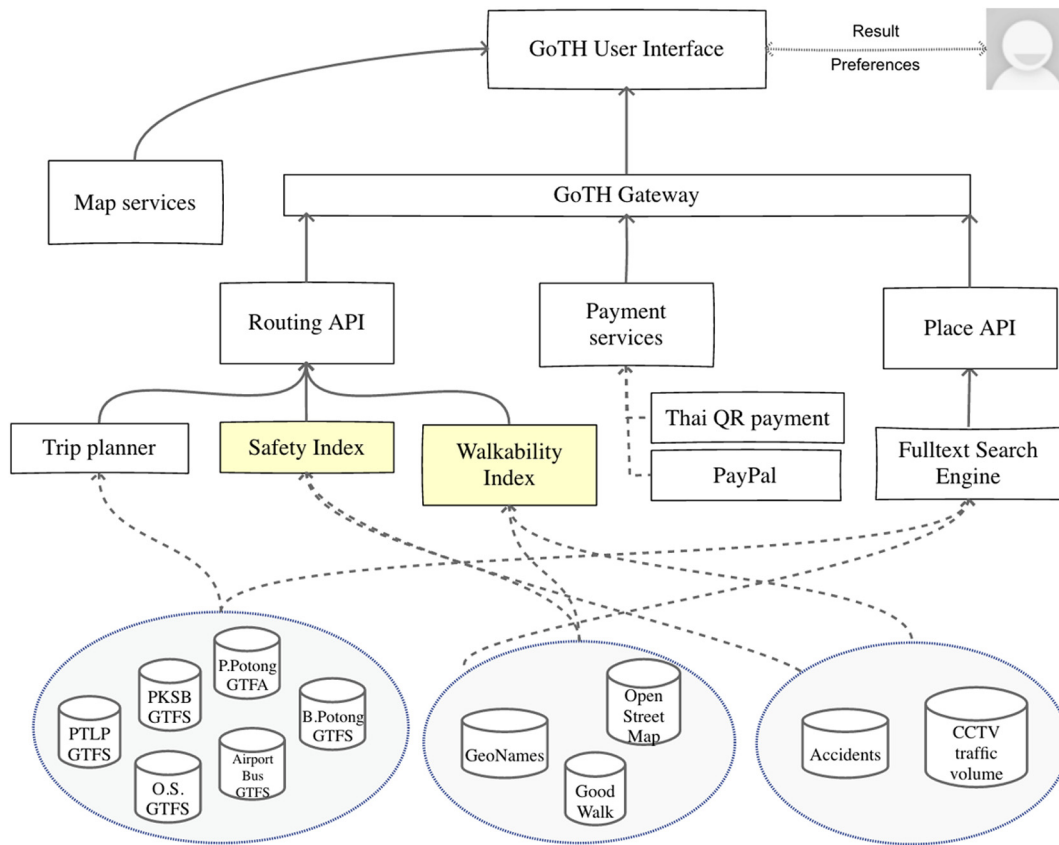 GoTH User Interface
Result
Preferences
Map services
GoTH Gateway
Routing API
Payment
services
Place API
Thai QR payment
PayPal
Trip planner
Safety Index
Walkability
Index
Fulltext Search
Engine
P.Potong
GTFA
PKSB
GTFS
PTLP
GTFS
B.Potong
GTFS
O.S.
GTFS
Airport
Bus
GTFS
GeoNames
Open
Street
Map
Good
Walk
Accidents
CCTV
traffic
volume